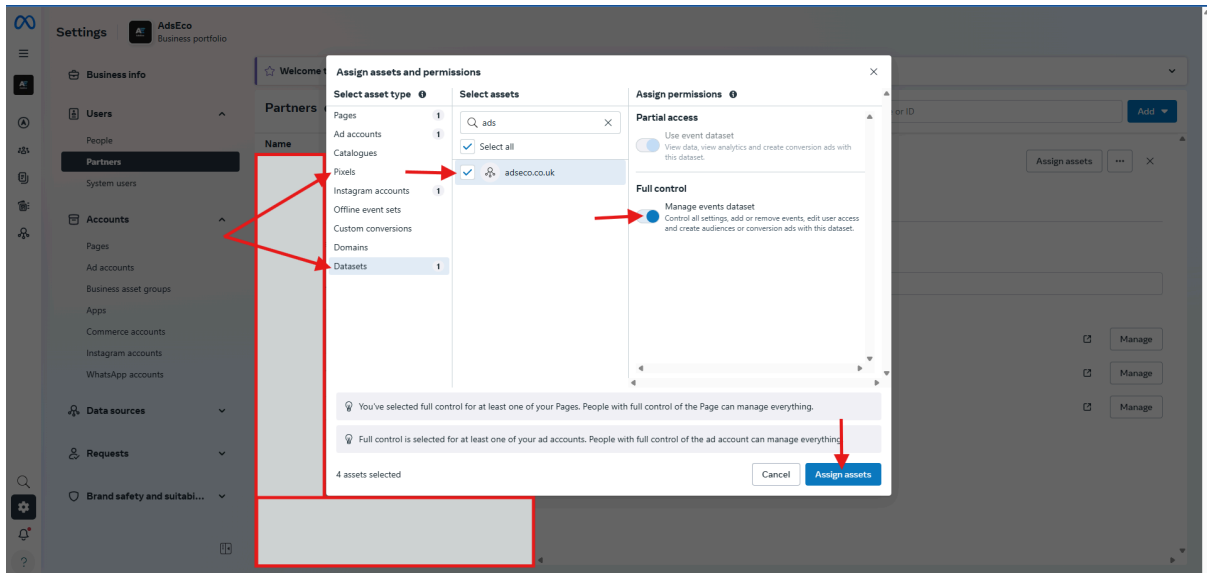 Settings
AdsEco
Business portfolio
Business info
Users
People
Partners
System users
Accounts
Pages
Ad accounts
Business asset groups
Apps
Commerce accounts
Instagram accounts
WhatsApp accounts
Data sources
Requests
Brand safety and suitabi...
Welcome
Partners
Name
or ID
Add
Assign assets
Manage
Manage
Manage
Assign assets and permissions
Select asset type
Pages 1
Ad accounts 1
Catalogues
Pixels
Instagram accounts 1
Offline event sets
Custom conversions
Domains
Datasets 1
Select assets
ads
Select all
adseco.co.uk
Assign permissions
Partial access
Use event dataset
View data, view analytics and create conversion ads with
this dataset.
Full control
Manage events dataset
Control all settings, add or remove events, edit user access
and create audiences or conversion ads with this dataset.
You've selected full control for at least one of your Pages. People with full control of the Page can manage everything.
Full control is selected for at least one of your ad accounts. People with full control of the ad account can manage everything
4 assets selected
Cancel
Assign assets